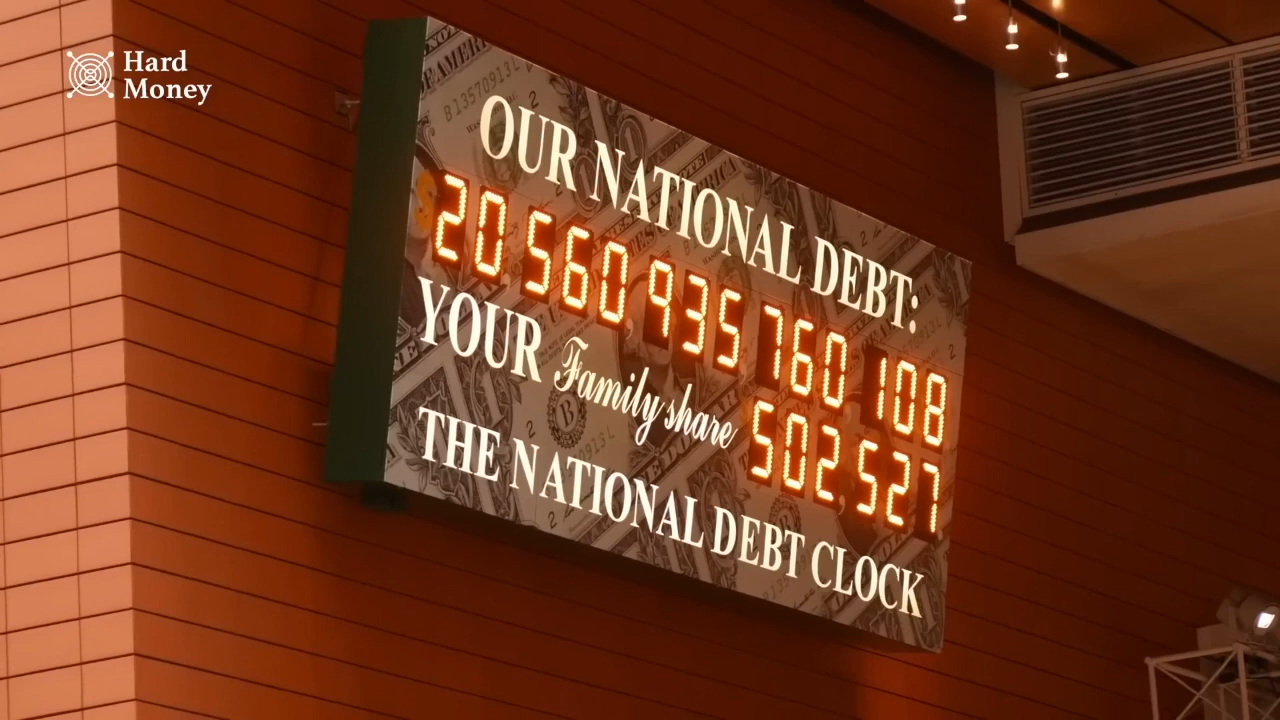 Hard
Money
OUR NATIONAL DEBT:
$20,560,935,760,108
YOUR Family share 502,527
THE NATIONAL DEBT CLOCK